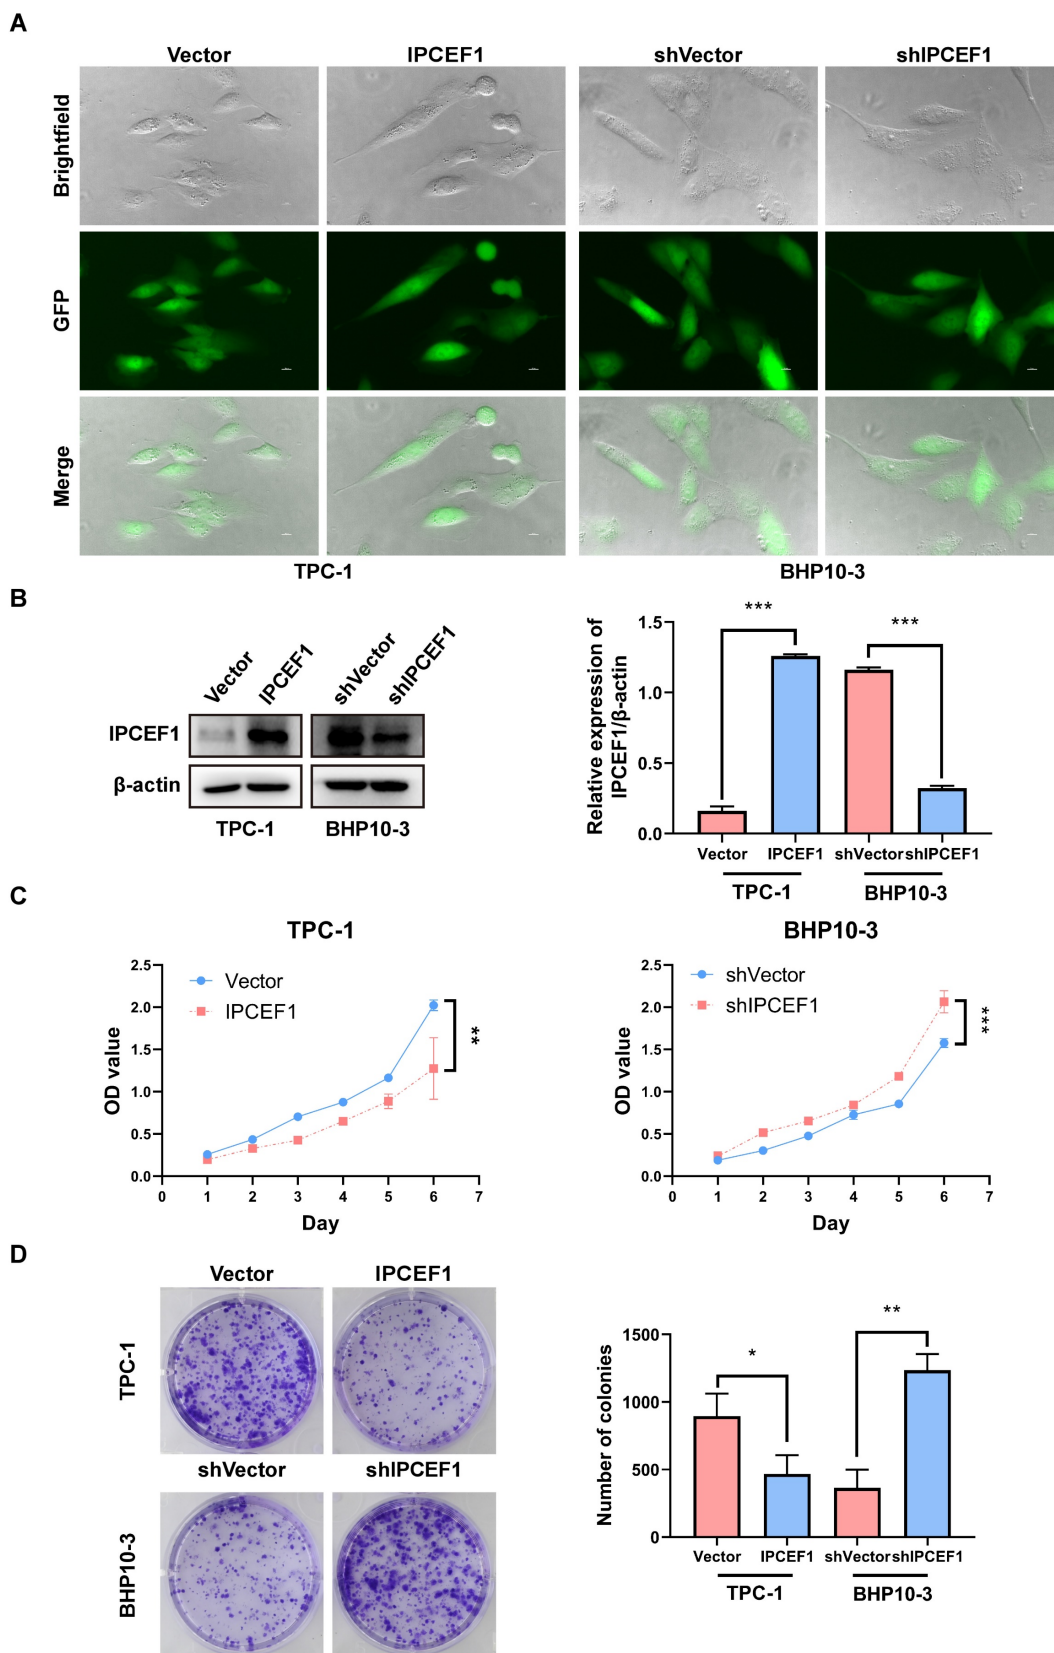 A
Vector IPCEF1 shVector shIPCEF1
Brightfield
GFP
Merge
TPC-1 BHP10-3
B
Vector IPCEF1 shVector shIPCEF1
IPCEF1
β-actin
TPC-1 BHP10-3
Relative expression of
IPCEF1/β-actin
1.5
1.0
0.5
0.0
*** ***
Vector IPCEF1 shVector shIPCEF1
TPC-1 BHP10-3
C
TPC-1
OD value
2.5
2.0
1.5
1.0
0.5
0.0
Vector
IPCEF1
**
0 1 2 3 4 5 6 7
Day
BHP10-3
OD value
2.5
2.0
1.5
1.0
0.5
0.0
shVector
shIPCEF1
***
0 1 2 3 4 5 6 7
Day
D
Vector IPCEF1
TPC-1
shVector shIPCEF1
BHP10-3
Number of colonies
1500
1000
500
0
* **
Vector IPCEF1 shVector shIPCEF1
TPC-1 BHP10-3